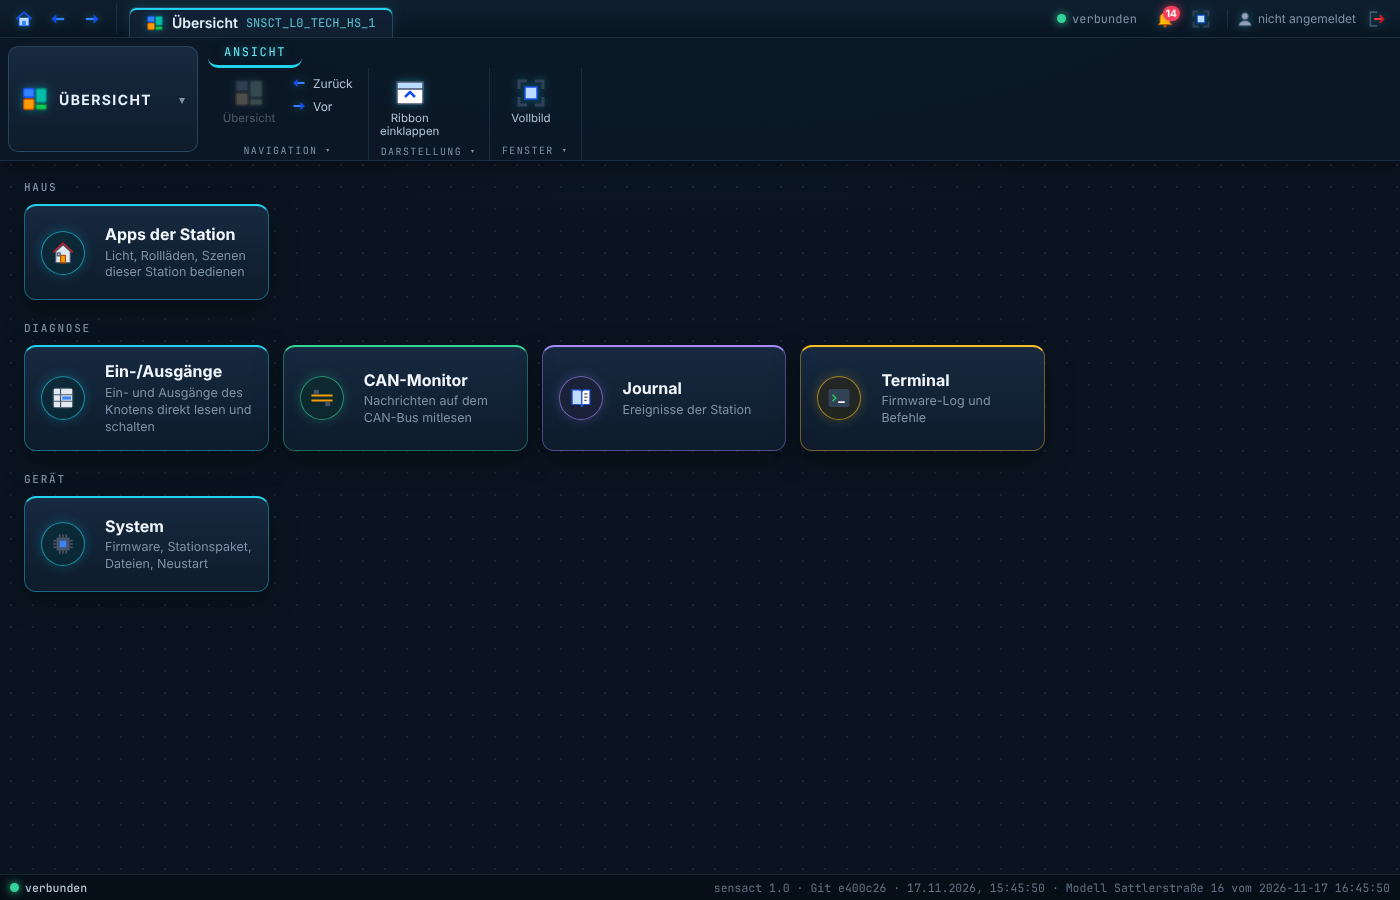 Übersicht SNSCT_L0_TECH_HS_1
verbunden
14
nicht angemeldet
ÜBERSICHT ▾
ANSICHT
Übersicht
Zurück
Vor
NAVIGATION ▾
Ribbon
einklappen
DARSTELLUNG ▾
Vollbild
FENSTER ▾
HAUS
Apps der Station
Licht, Rollläden, Szenen
dieser Station bedienen
DIAGNOSE
Ein-/Ausgänge
Ein- und Ausgänge des
Knotens direkt lesen und
schalten
CAN-Monitor
Nachrichten auf dem
CAN-Bus mitlesen
Journal
Ereignisse der Station
Terminal
Firmware-Log und
Befehle
GERÄT
System
Firmware, Stationspaket,
Dateien, Neustart
verbunden
sensact 1.0 · Git e400c26 · 17.11.2026, 15:45:50 · Modell Sattlerstraße 16 vom 2026-11-17 16:45:50